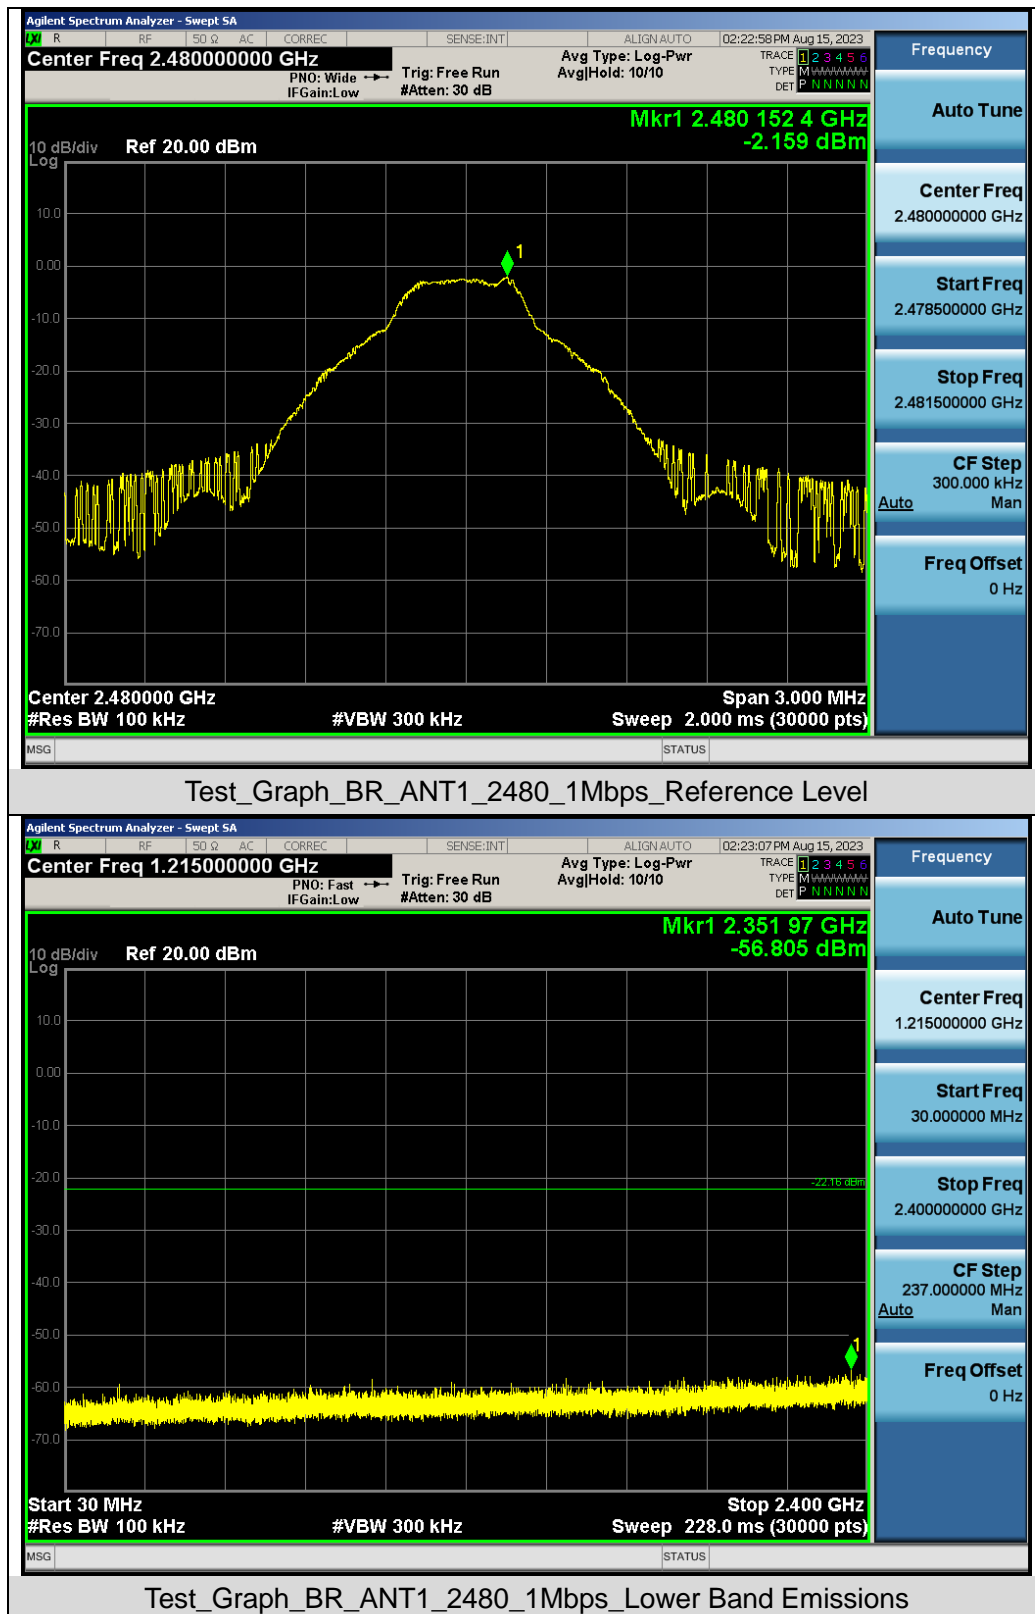 Agilent Spectrum Analyzer - Swept SA
LXI R RF 50 Ω AC CORREC SENSE:INT ALIGN AUTO 02:22:58 PM Aug 15, 2023
Center Freq 2.480000000 GHz
PNO: Wide
IFGain:Low
Trig: Free Run
#Atten: 30 dB
Avg Type: Log-Pwr
Avg|Hold: 10/10
TRACE 1 2 3 4 5 6
TYPE M
DET P N N N N N
Mkr1 2.480 152 4 GHz
-2.159 dBm
10 dB/div Ref 20.00 dBm
Log
10.0
0.00
-10.0
-20.0
-30.0
-40.0
-50.0
-60.0
-70.0
1
Center 2.480000 GHz Span 3.000 MHz
#Res BW 100 kHz #VBW 300 kHz Sweep 2.000 ms (30000 pts)
MSG STATUS
Frequency
Auto Tune
Center Freq
2.480000000 GHz
Start Freq
2.478500000 GHz
Stop Freq
2.481500000 GHz
CF Step
300.000 kHz
Auto Man
Freq Offset
0 Hz
Test_Graph_BR_ANT1_2480_1Mbps_Reference Level
Agilent Spectrum Analyzer - Swept SA
LXI R RF 50 Ω AC CORREC SENSE:INT ALIGN AUTO 02:23:07 PM Aug 15, 2023
Center Freq 1.215000000 GHz
PNO: Fast
IFGain:Low
Trig: Free Run
#Atten: 30 dB
Avg Type: Log-Pwr
Avg|Hold: 10/10
TRACE 1 2 3 4 5 6
TYPE M
DET P N N N N N
Mkr1 2.351 97 GHz
-56.805 dBm
10 dB/div Ref 20.00 dBm
Log
10.0
0.00
-10.0
-20.0
-30.0
-40.0
-50.0
-60.0
-70.0
-22.16 dBm
1
Start 30 MHz Stop 2.400 GHz
#Res BW 100 kHz #VBW 300 kHz Sweep 228.0 ms (30000 pts)
MSG STATUS
Frequency
Auto Tune
Center Freq
1.215000000 GHz
Start Freq
30.000000 MHz
Stop Freq
2.400000000 GHz
CF Step
237.000000 MHz
Auto Man
Freq Offset
0 Hz
Test_Graph_BR_ANT1_2480_1Mbps_Lower Band Emissions